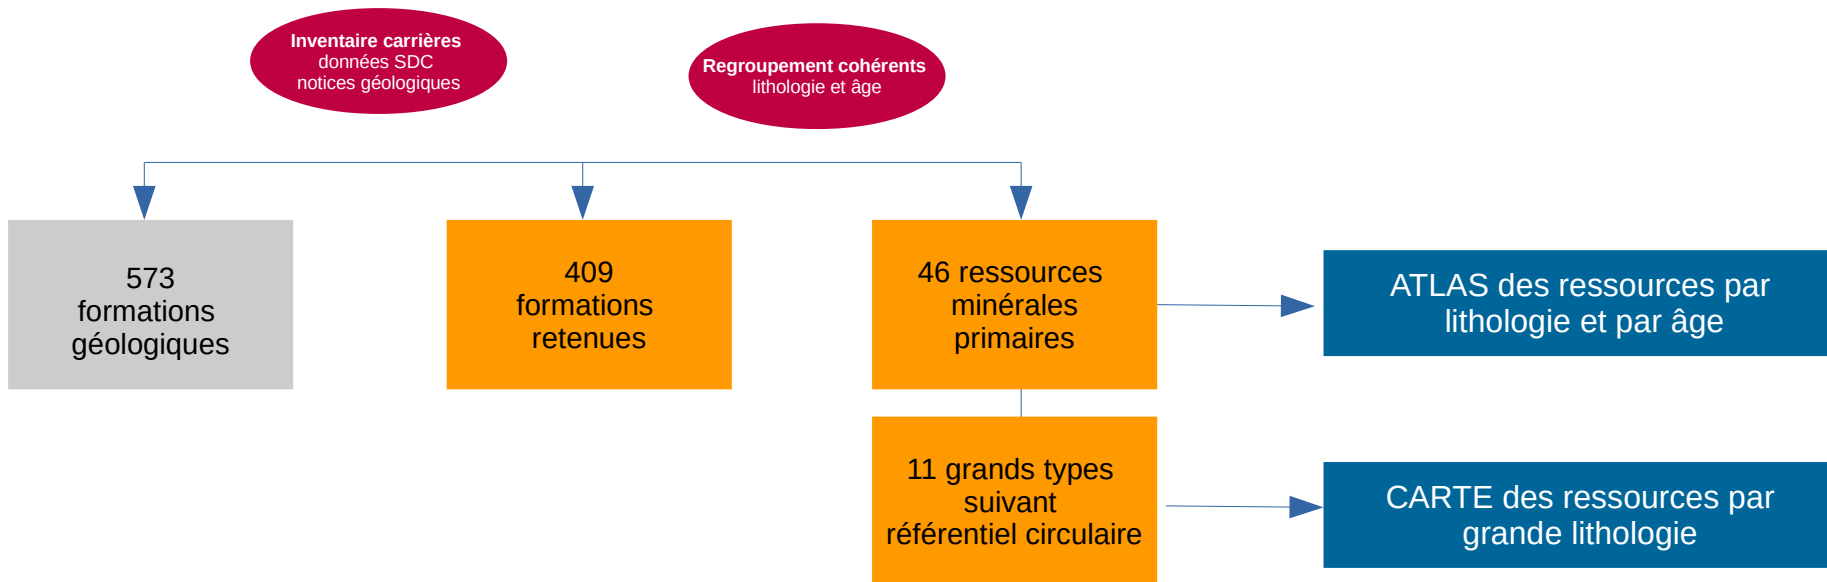 Inventaire carrières
données SDC
notices géologiques
Regroupement cohérents
lithologie et âge
573
formations
géologiques
409
formations
retenues
46 ressources
minérales
primaires
ATLAS des ressources par
lithologie et par âge
11 grands types
suivant
référentiel circulaire
CARTE des ressources par
grande lithologie